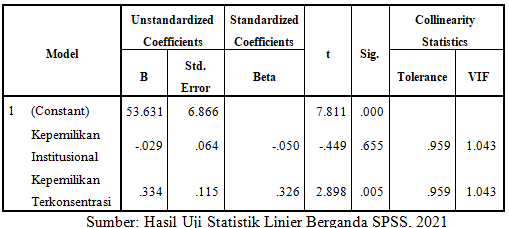 Model Unstandardized Coefficients Standardized Coefficients t Sig. Collinearity Statistics
B Std. Error Beta Tolerance VIF
1 (Constant) 53.631 6.866 7.811 .000
Kepemilikan Institusional -.029 .064 -.050 -.449 .655 .959 1.043
Kepemilikan Terkonsentrasi .334 .115 .326 2.898 .005 .959 1.043
Sumber: Hasil Uji Statistik Linier Berganda SPSS, 2021